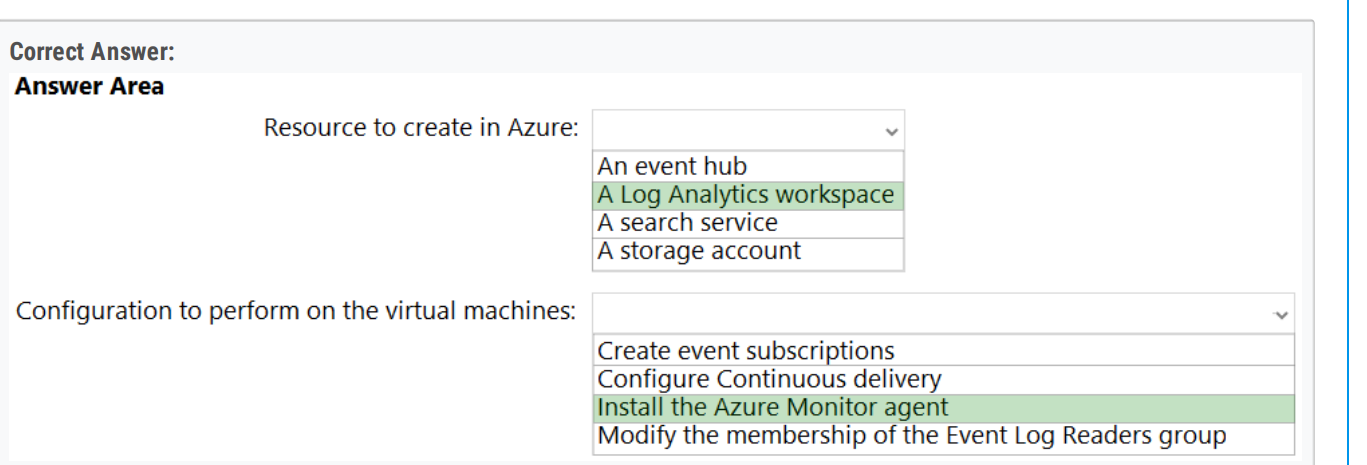 Correct Answer:
Answer Area
Resource to create in Azure:
An event hub
A Log Analytics workspace
A search service
A storage account
Configuration to perform on the virtual machines:
Create event subscriptions
Configure Continuous delivery
Install the Azure Monitor agent
Modify the membership of the Event Log Readers group